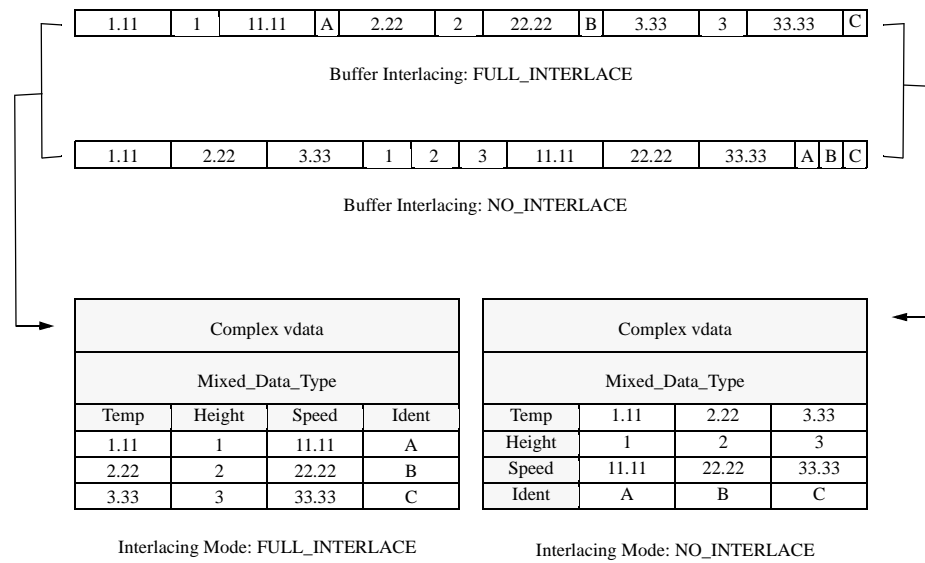 1.11 1 11.11 A 2.22 2 22.22 B 3.33 3 33.33 C
Buffer Interlacing: FULL_INTERLACE
1.11 2.22 3.33 1 2 3 11.11 22.22 33.33 A B C
Buffer Interlacing: NO_INTERLACE
Complex vdata
Mixed_Data_Type
Temp Height Speed Ident
1.11 1 11.11 A
2.22 2 22.22 B
3.33 3 33.33 C
Interlacing Mode: FULL_INTERLACE
Complex vdata
Mixed_Data_Type
Temp 1.11 2.22 3.33
Height 1 2 3
Speed 11.11 22.22 33.33
Ident A B C
Interlacing Mode: NO_INTERLACE